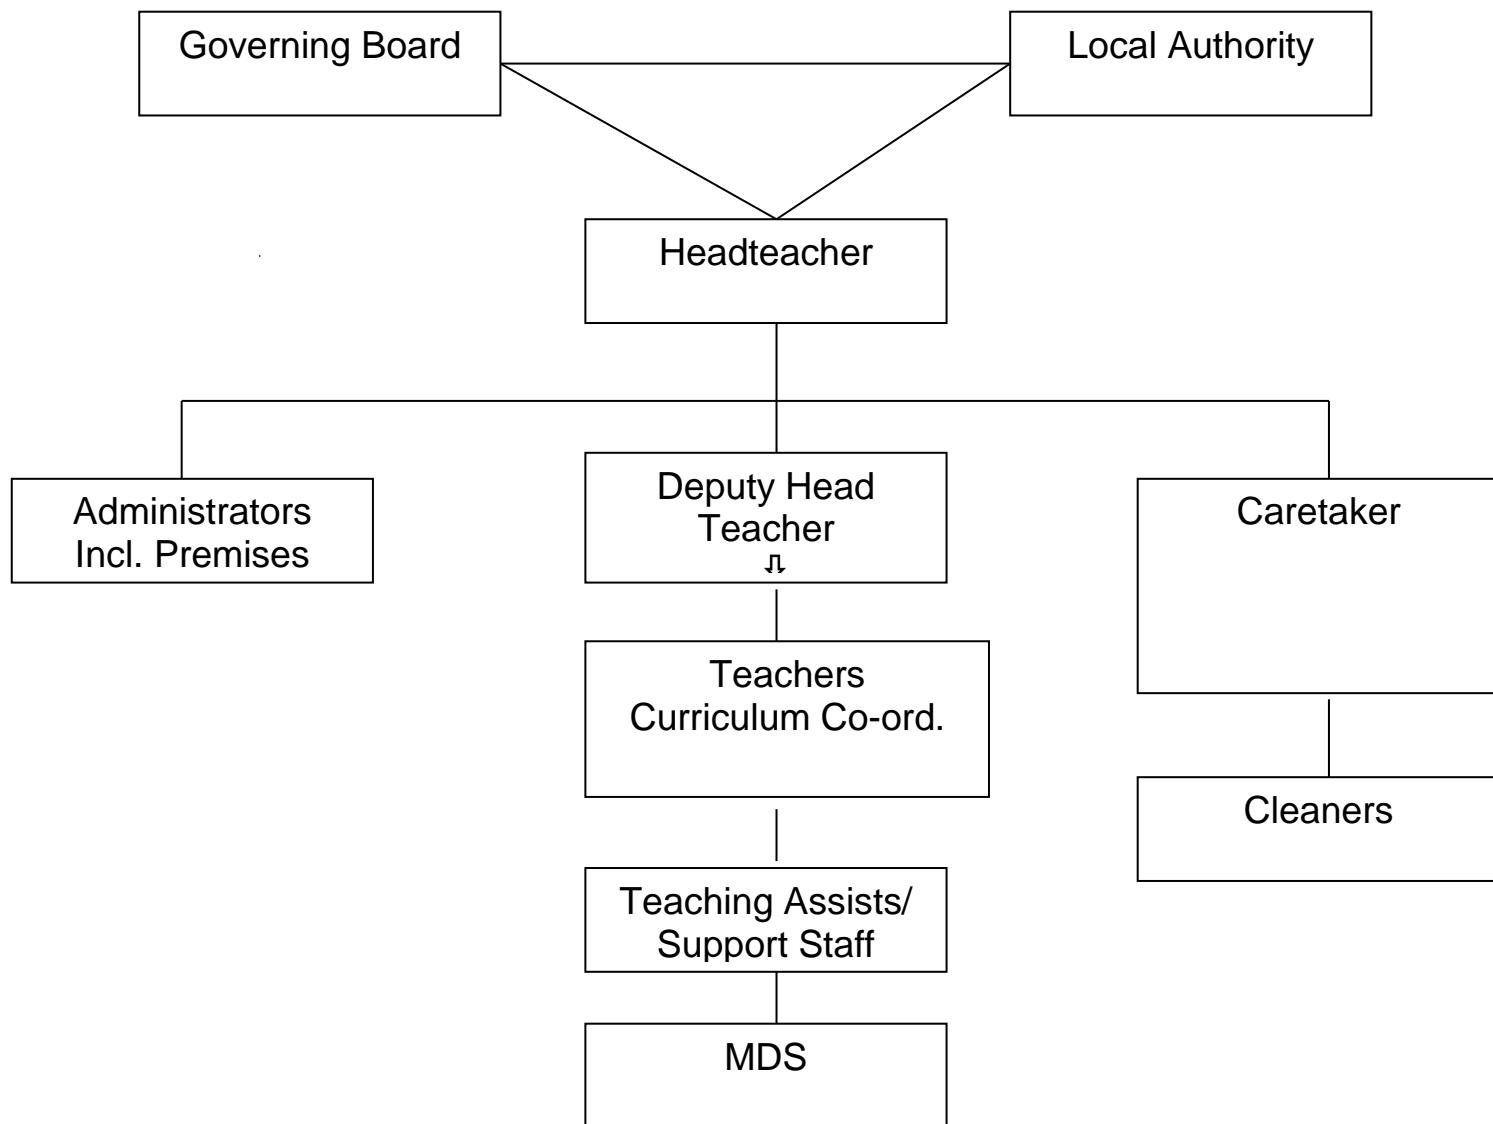 Governing Board
Local Authority
Headteacher
Administrators
Incl. Premises
Deputy Head
Teacher
⇩
Caretaker
Teachers
Curriculum Co-ord.
Cleaners
Teaching Assists/
Support Staff
MDS